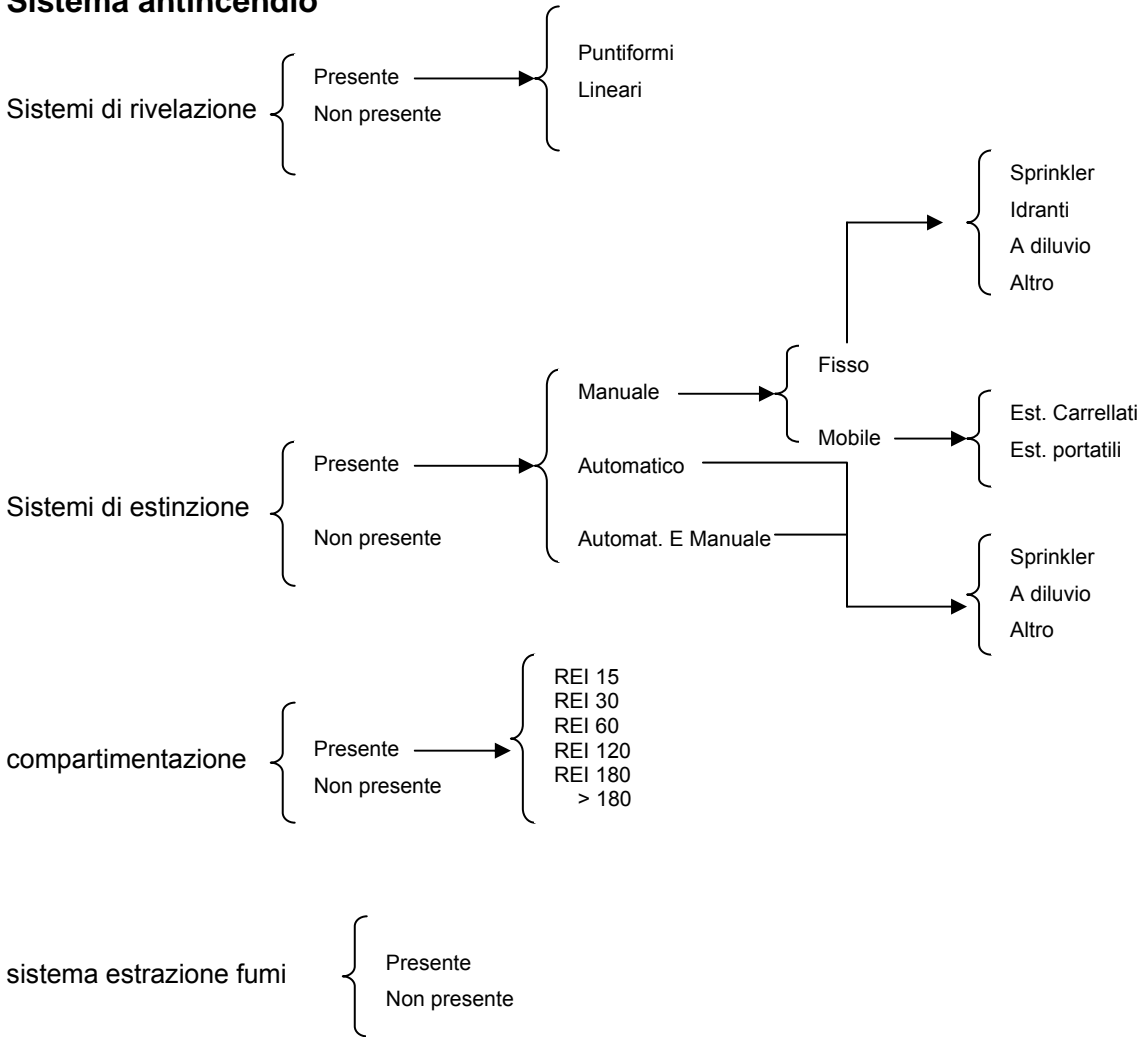 Sistema antincendio
Sistemi di rivelazione
Presente
Non presente
Puntiformi
Lineari
Sistemi di estinzione
Presente
Non presente
Manuale
Automatico
Automat. E Manuale
Fisso
Mobile
Sprinkler
Idranti
A diluvio
Altro
Est. Carrellati
Est. portatili
Sprinkler
A diluvio
Altro
compartimentazione
Presente
Non presente
REI 15
REI 30
REI 60
REI 120
REI 180
> 180
sistema estrazione fumi
Presente
Non presente